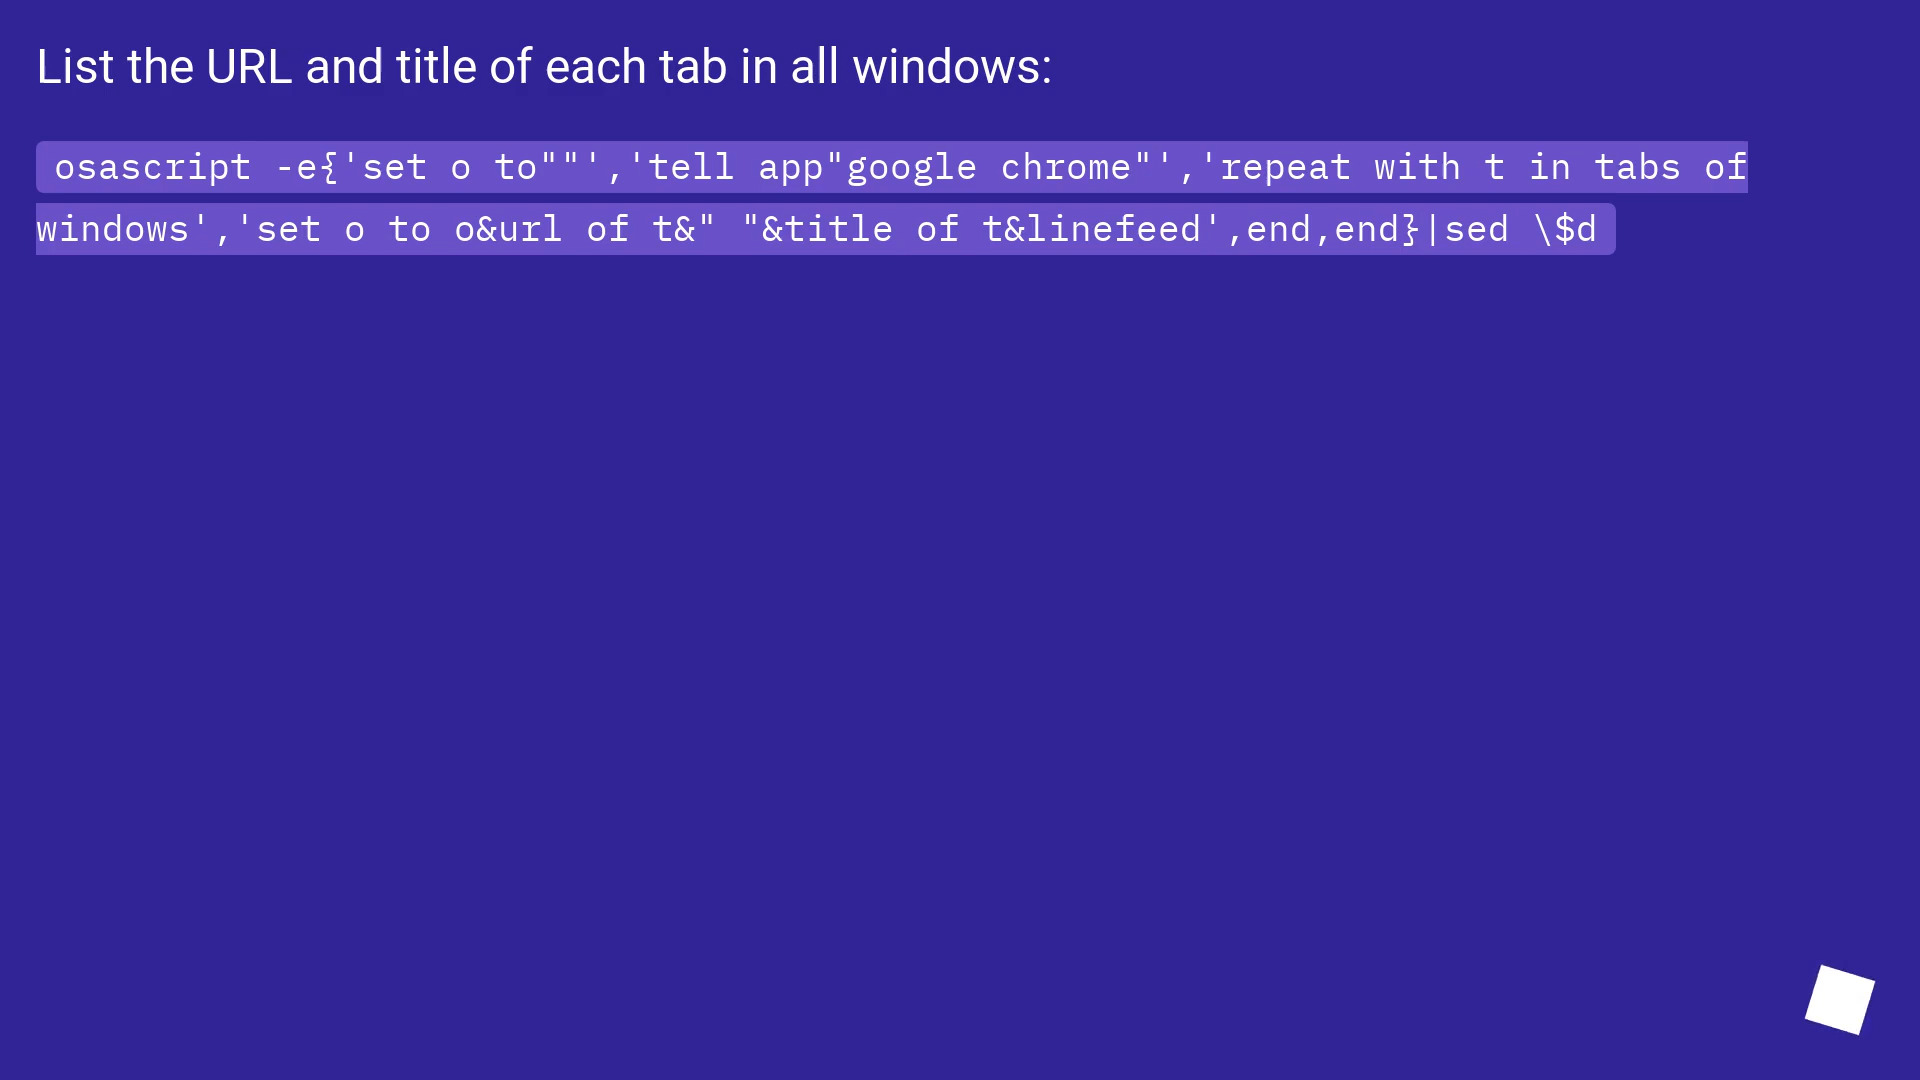 List the URL and title of each tab in all windows:
osascript -e{'set o to""','tell app"google chrome"','repeat with t in tabs of
windows','set o to o&url of t&" "&title of t&linefeed',end,end}|sed \$d